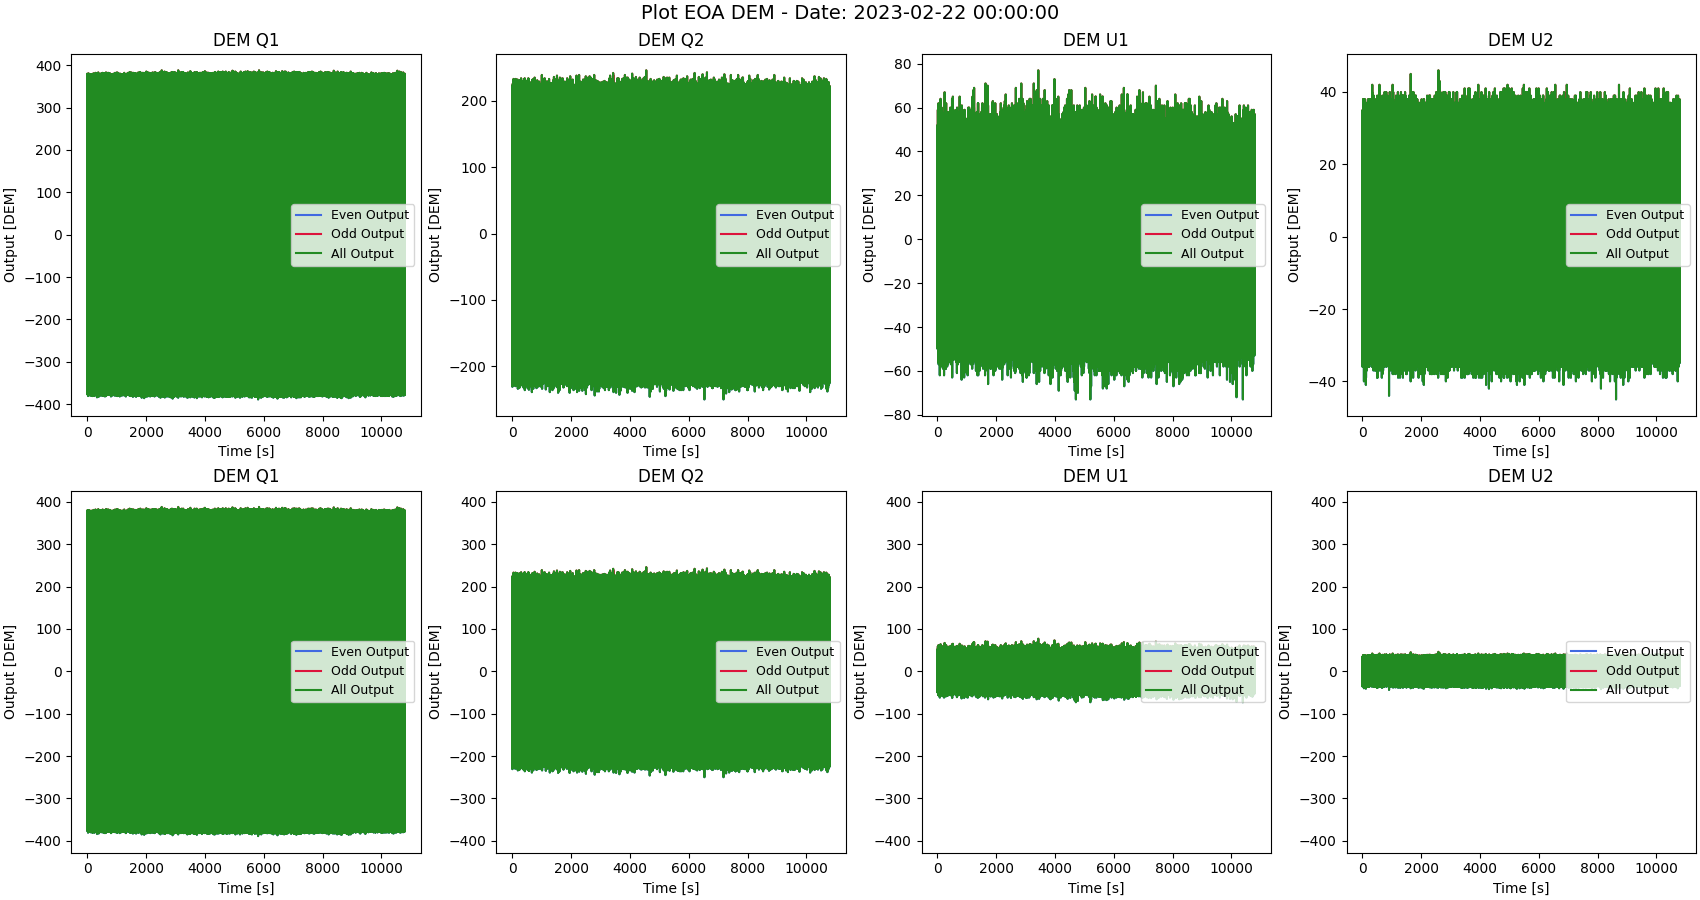 Plot EOA DEM - Date: 2023-02-22 00:00:00
DEM Q1
400
300
200
100
0
−100
−200
−300
−400
Output [DEM]
0 2000 4000 6000 8000 10000
Time [s]
Even Output
Odd Output
All Output
DEM Q2
200
100
0
−100
−200
Output [DEM]
0 2000 4000 6000 8000 10000
Time [s]
Even Output
Odd Output
All Output
DEM U1
80
60
40
20
0
−20
−40
−60
−80
Output [DEM]
0 2000 4000 6000 8000 10000
Time [s]
Even Output
Odd Output
All Output
DEM U2
40
20
0
−20
−40
Output [DEM]
0 2000 4000 6000 8000 10000
Time [s]
Even Output
Odd Output
All Output
DEM Q1
400
300
200
100
0
−100
−200
−300
−400
Output [DEM]
0 2000 4000 6000 8000 10000
Time [s]
Even Output
Odd Output
All Output
DEM Q2
400
300
200
100
0
−100
−200
−300
−400
Output [DEM]
0 2000 4000 6000 8000 10000
Time [s]
Even Output
Odd Output
All Output
DEM U1
400
300
200
100
0
−100
−200
−300
−400
Output [DEM]
0 2000 4000 6000 8000 10000
Time [s]
Even Output
Odd Output
All Output
DEM U2
400
300
200
100
0
−100
−200
−300
−400
Output [DEM]
0 2000 4000 6000 8000 10000
Time [s]
Even Output
Odd Output
All Output